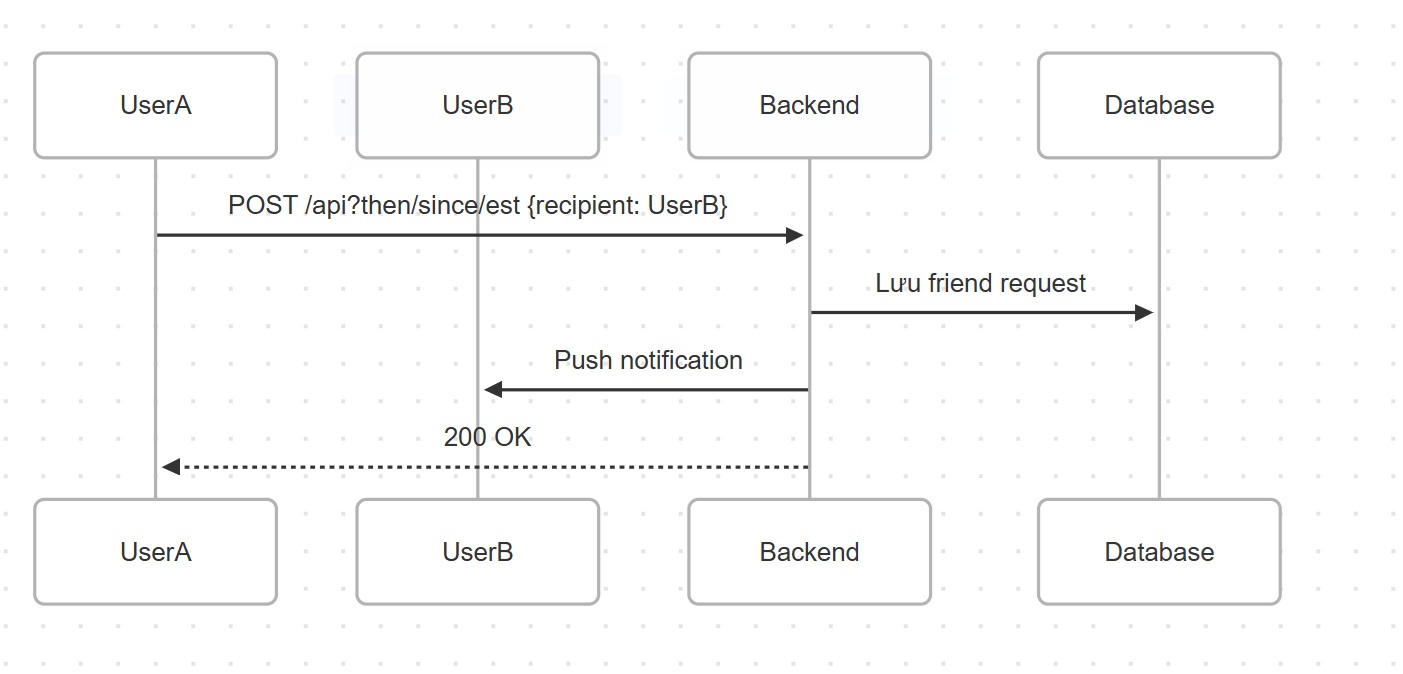 UserA
UserB
Backend
Database
POST /api?then/since/est {recipient: UserB}
Lưu friend request
Push notification
200 OK
UserA
UserB
Backend
Database